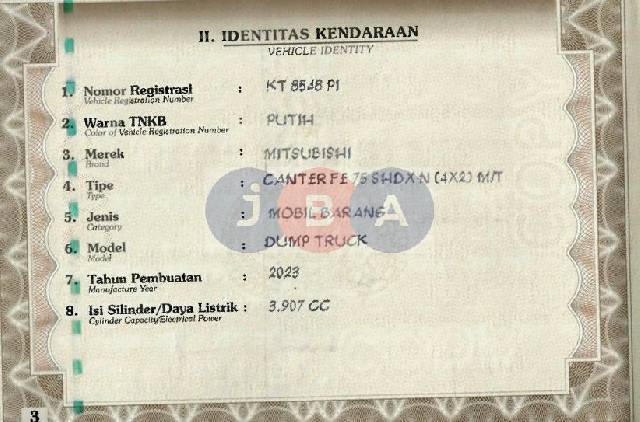 II. IDENTITAS KENDARAAN
VEHICLE IDENTITY
1. Nomor Registrasi : KT 8548 PI
Vehicle Registration Number
2. Warna TNKB : PUTIH
Color of Vehicle Registration Number
3. Merek : MITSUBISHI
Brand
4. Tipe : CANTER FE 75 SHDX N (4X2) M/T
Type
5. Jenis : MOBIL BARANG
Category
6. Model : DUMP TRUCK
Model
7. Tahun Pembuatan : 2023
Manufacture Year
8. Isi Silinder/Daya Listrik : 3.907 CC
Cylinder Capacity/Electrical Power
JBA
3